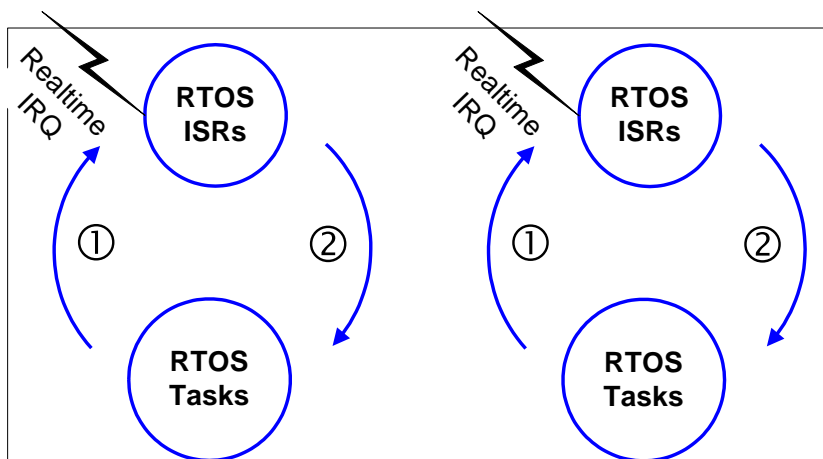 Realtime
IRQ
RTOS
ISRs
①
②
RTOS
Tasks
Realtime
IRQ
RTOS
ISRs
①
②
RTOS
Tasks